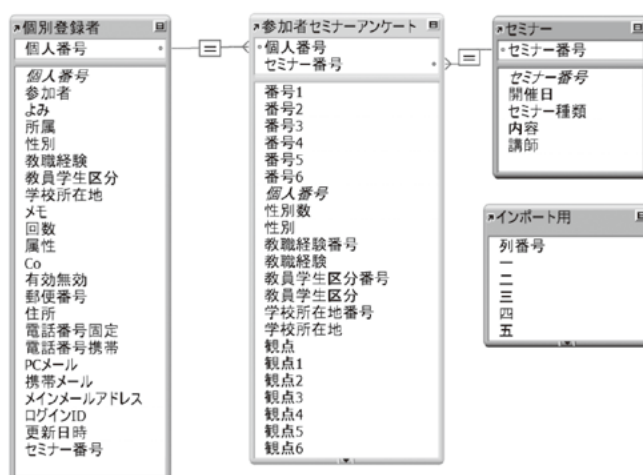 個別登録者
個人番号
個人番号
参加者
よみ
所属
性別
教職経験
教員学生区分
学校所在地
メモ
回数
属性
Co
有効無効
郵便番号
住所
電話番号固定
電話番号携帯
PCメール
携帯メール
メインメールアドレス
ログインID
更新日時
セミナー番号
=
参加者セミナーアンケート
個人番号
セミナー番号
番号1
番号2
番号3
番号4
番号5
番号6
個人番号
性別数
性別
教職経験番号
教職経験
教員学生区分番号
教員学生区分
学校所在地番号
学校所在地
観点
観点1
観点2
観点3
観点4
観点5
観点6
=
セミナー
セミナー番号
セミナー番号
開催日
セミナー種類
内容
講師
インポート用
列番号
一
二
三
四
五